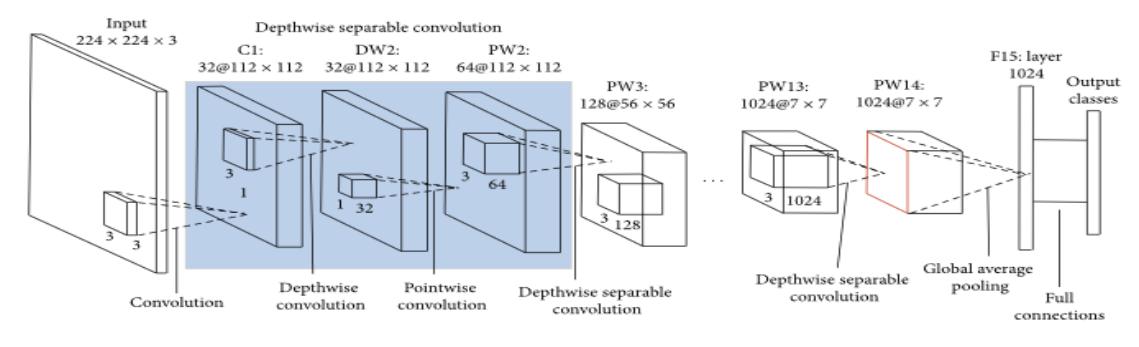 Input
224 × 224 × 3
Depthwise separable convolution
C1:
32@112 × 112
DW2:
32@112 × 112
PW2:
64@112 × 112
PW3:
128@56 × 56
PW13:
1024@7 × 7
PW14:
1024@7 × 7
F15: layer
1024
Output
classes
3
3
3
1
1
32
3
64
3
128
...
3
1024
Convolution
Depthwise
convolution
Pointwise
convolution
Depthwise separable
convolution
Depthwise separable
convolution
Global average
pooling
Full
connections